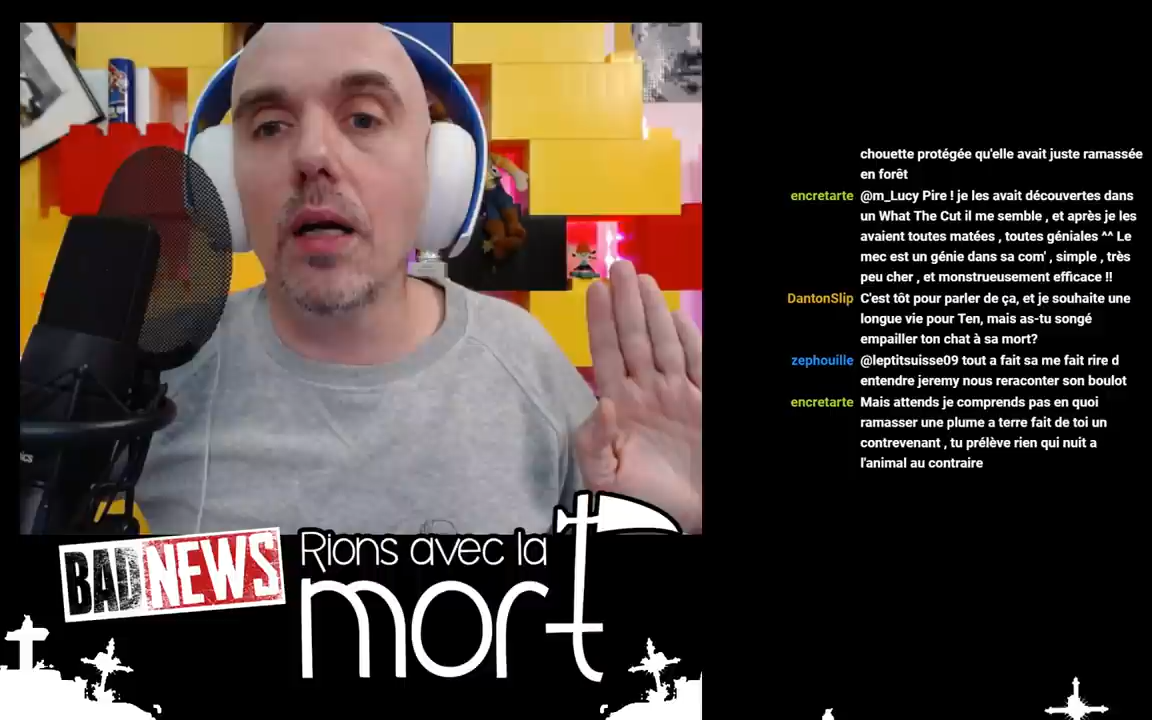 chouette protégée qu'elle avait juste ramassée
en forêt
encretarte @m_Lucy Pire ! je les avait découvertes dans
un What The Cut il me semble , et après je les
avaient toutes matées , toutes géniales ^^ Le
mec est un génie dans sa com' , simple , très
peu cher , et monstrueusement efficace !!
DantonSlip C'est tôt pour parler de ça, et je souhaite une
longue vie pour Ten, mais as-tu songé
empailler ton chat à sa mort?
zephouille @leptitsuisse09 tout a fait sa me fait rire d
entendre jeremy nous reraconter son boulot
encretarte Mais attends je comprends pas en quoi
ramasser une plume a terre fait de toi un
contrevenant , tu prélève rien qui nuit a
l'animal au contraire
BAD NEWS
Rions avec la
mort